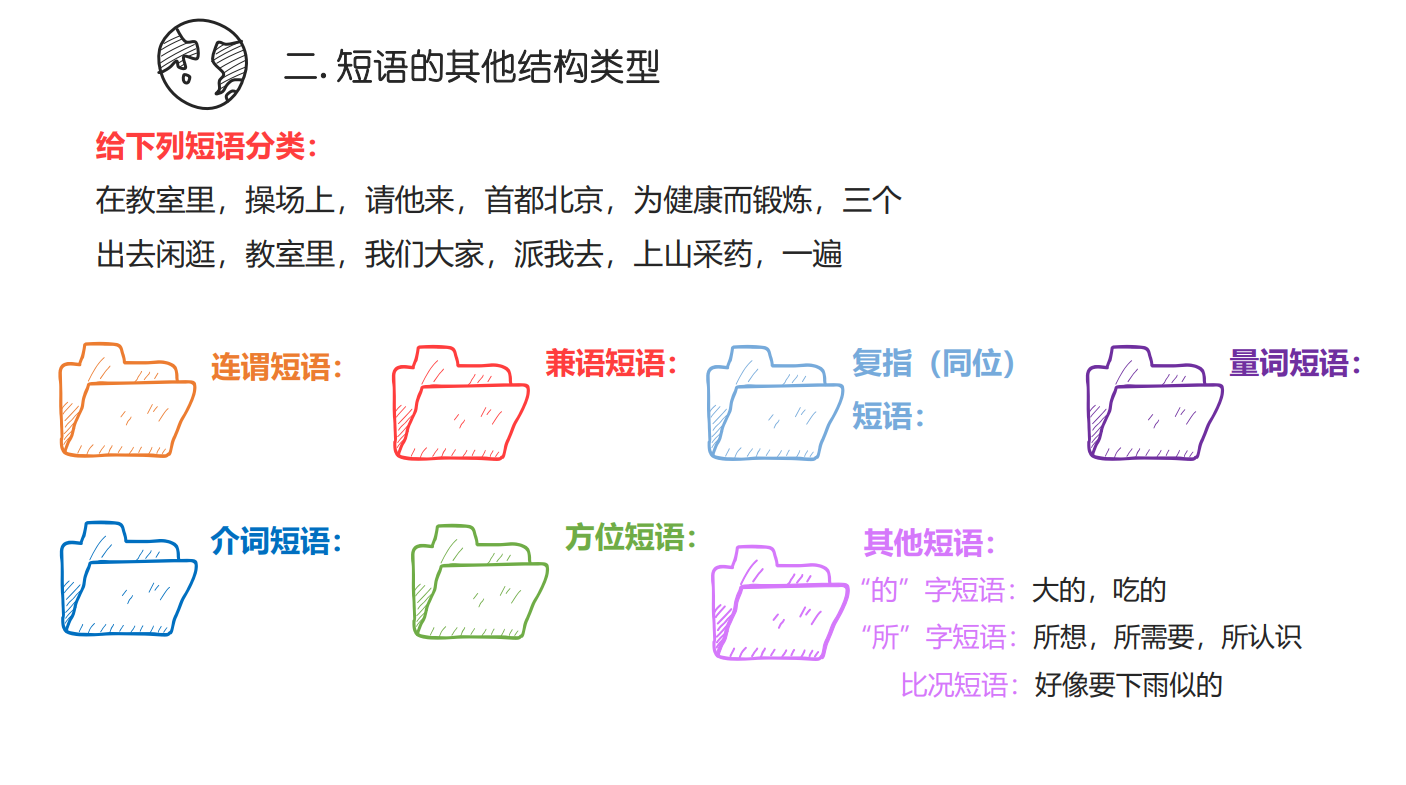 二. 短语的其他结构类型
给下列短语分类：
在教室里，操场上，请他来，首都北京，为健康而锻炼，三个
出去闲逛，教室里，我们大家，派我去，上山采药，一遍
连谓短语：
兼语短语：
复指（同位）
短语：
量词短语：
介词短语：
方位短语：
其他短语：
“的”字短语：大的，吃的
“所”字短语：所想，所需要，所认识
比况短语：好像要下雨似的